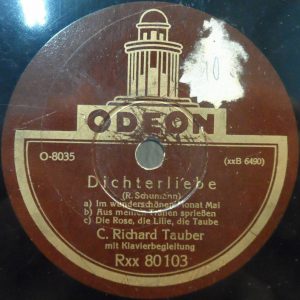 10
ODEON
O-8035
(xxB 6490)
Dichterliebe
(R. Schumann)
a) Im wunderschönen Monat Mai
b) Aus meinen Tränen sprießen
c) Die Rose, die Lilie, die Taube
C. Richard Tauber
mit Klavierbegleitung
Rxx 80103